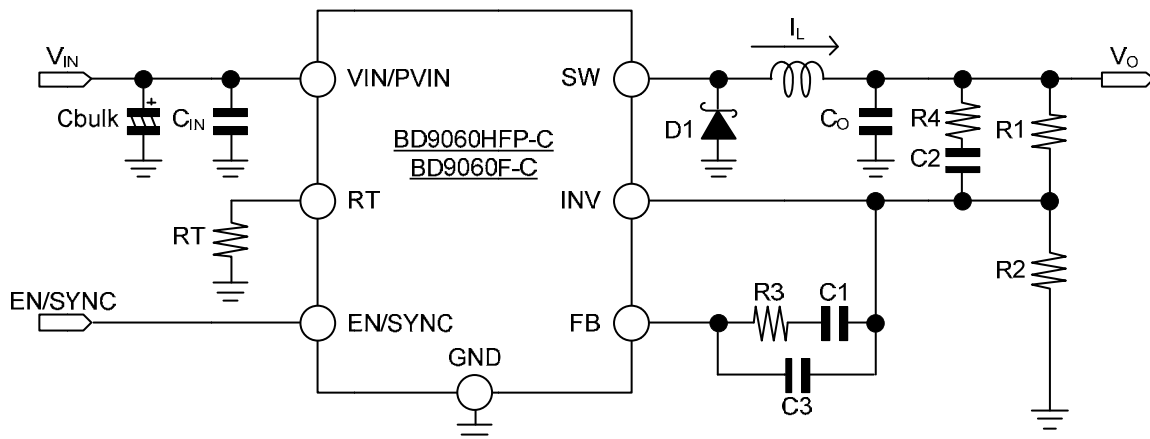 V_IN
I_L
V_O
VIN/PVIN
SW
Cbulk
+
C_IN
D1
C_O
R4
R1
BD9060HFP-C
BD9060F-C
C2
RT
INV
RT
R2
EN/SYNC
R3
C1
EN/SYNC
FB
GND
C3